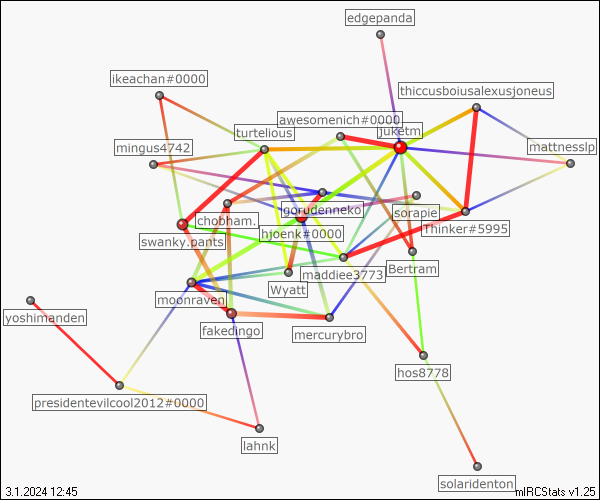 edgepanda
ikeachan#0000
thiccusboiusalexusjoneus
awesomenich#0000
juketm
turtelious
mingus4742
mattnesslp
gorudenneko
sorapie
chobham.
Thinker#5995
hjoenk#0000
swanky.pants
maddiee3773
Bertram
Wyatt
moonraven
yoshimanden
fakedingo
mercurybro
hos8778
presidentevilcool2012#0000
lahnk
solaridenton
3.1.2024 12:45
mIRCStats v1.25